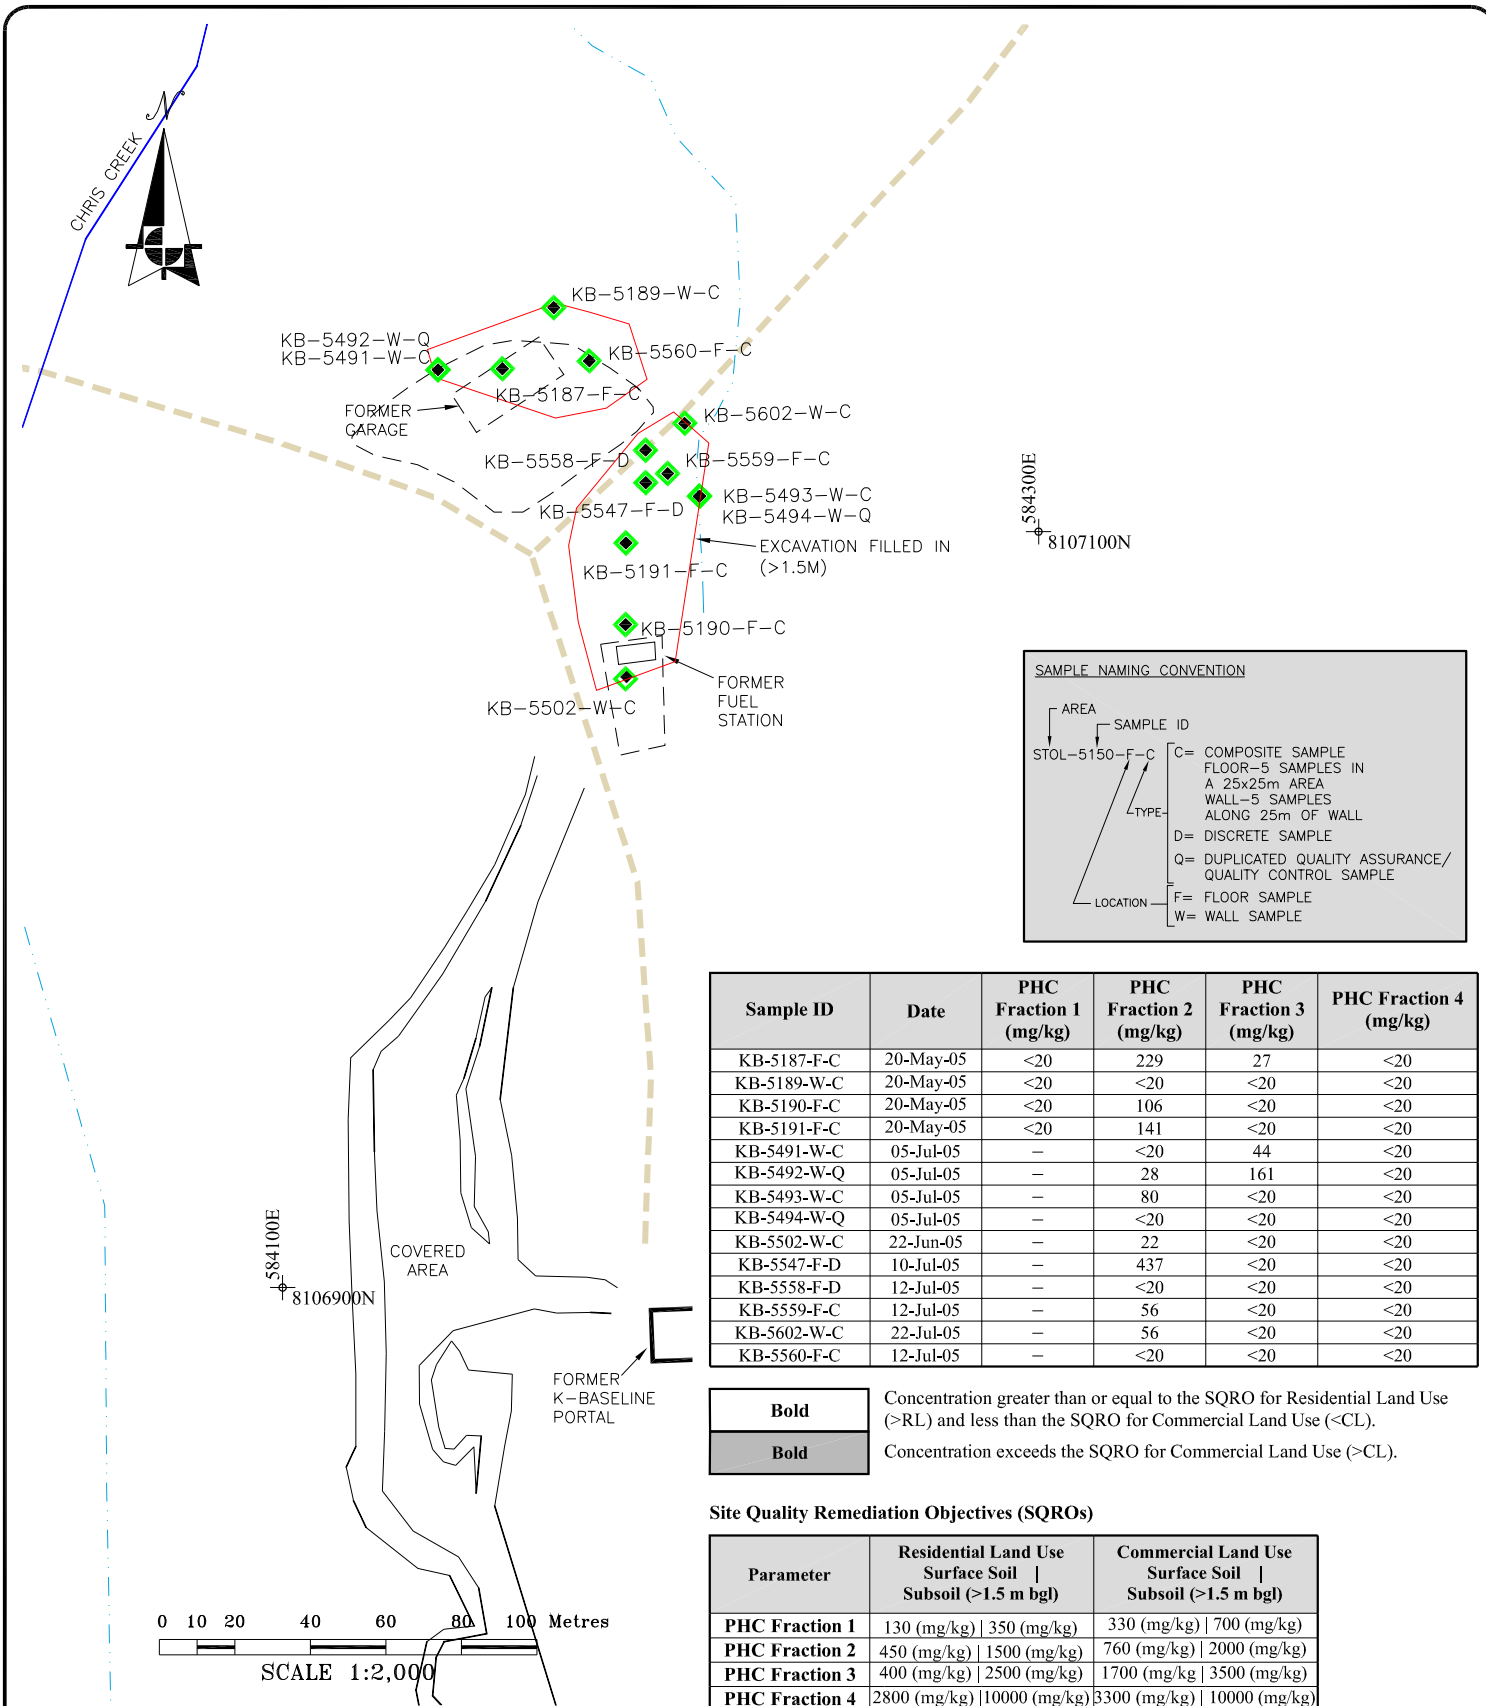 N
CHRIS CREEK
KB-5189-W-C
KB-5492-W-Q
KB-5491-W-C
KB-5560-F-C
KB-5187-F-C
FORMER
GARAGE
KB-5602-W-C
KB-5558-F-D
KB-5559-F-C
KB-5493-W-C
KB-5494-W-Q
KB-5547-F-D
EXCAVATION FILLED IN
(>1.5M)
KB-5191-F-C
KB-5190-F-C
FORMER
FUEL
STATION
KB-5502-W-C
584300E
8107100N
SAMPLE NAMING CONVENTION
AREA
SAMPLE ID
STOL-5150-F-C
C= COMPOSITE SAMPLE
FLOOR-5 SAMPLES IN
A 25x25m AREA
WALL-5 SAMPLES
ALONG 25m OF WALL
TYPE
D= DISCRETE SAMPLE
Q= DUPLICATED QUALITY ASSURANCE/
QUALITY CONTROL SAMPLE
LOCATION
F= FLOOR SAMPLE
W= WALL SAMPLE
584100E
8106900N
COVERED
AREA
FORMER
K-BASELINE
PORTAL
Sample ID Date PHC Fraction 1 (mg/kg) PHC Fraction 2 (mg/kg) PHC Fraction 3 (mg/kg) PHC Fraction 4 (mg/kg)
KB-5187-F-C 20-May-05 <20 229 27 <20
KB-5189-W-C 20-May-05 <20 <20 <20 <20
KB-5190-F-C 20-May-05 <20 106 <20 <20
KB-5191-F-C 20-May-05 <20 141 <20 <20
KB-5491-W-C 05-Jul-05 – <20 44 <20
KB-5492-W-Q 05-Jul-05 – 28 161 <20
KB-5493-W-C 05-Jul-05 – 80 <20 <20
KB-5494-W-Q 05-Jul-05 – <20 <20 <20
KB-5502-W-C 22-Jun-05 – 22 <20 <20
KB-5547-F-D 10-Jul-05 – 437 <20 <20
KB-5558-F-D 12-Jul-05 – <20 <20 <20
KB-5559-F-C 12-Jul-05 – 56 <20 <20
KB-5602-W-C 22-Jul-05 – 56 <20 <20
KB-5560-F-C 12-Jul-05 – <20 <20 <20
Bold Concentration greater than or equal to the SQRO for Residential Land Use
(>RL) and less than the SQRO for Commercial Land Use (<CL).
Bold Concentration exceeds the SQRO for Commercial Land Use (>CL).
Site Quality Remediation Objectives (SQROs)
Parameter Residential Land Use Surface Soil | Subsoil (>1.5 m bgl) Commercial Land Use Surface Soil | Subsoil (>1.5 m bgl)
PHC Fraction 1 130 (mg/kg) | 350 (mg/kg) 330 (mg/kg) | 700 (mg/kg)
PHC Fraction 2 450 (mg/kg) | 1500 (mg/kg) 760 (mg/kg) | 2000 (mg/kg)
PHC Fraction 3 400 (mg/kg) | 2500 (mg/kg) 1700 (mg/kg | 3500 (mg/kg)
PHC Fraction 4 2800 (mg/kg) | 10000 (mg/kg) 3300 (mg/kg) | 10000 (mg/kg)
0 10 20 40 60 80 100 Metres
SCALE 1:2,000